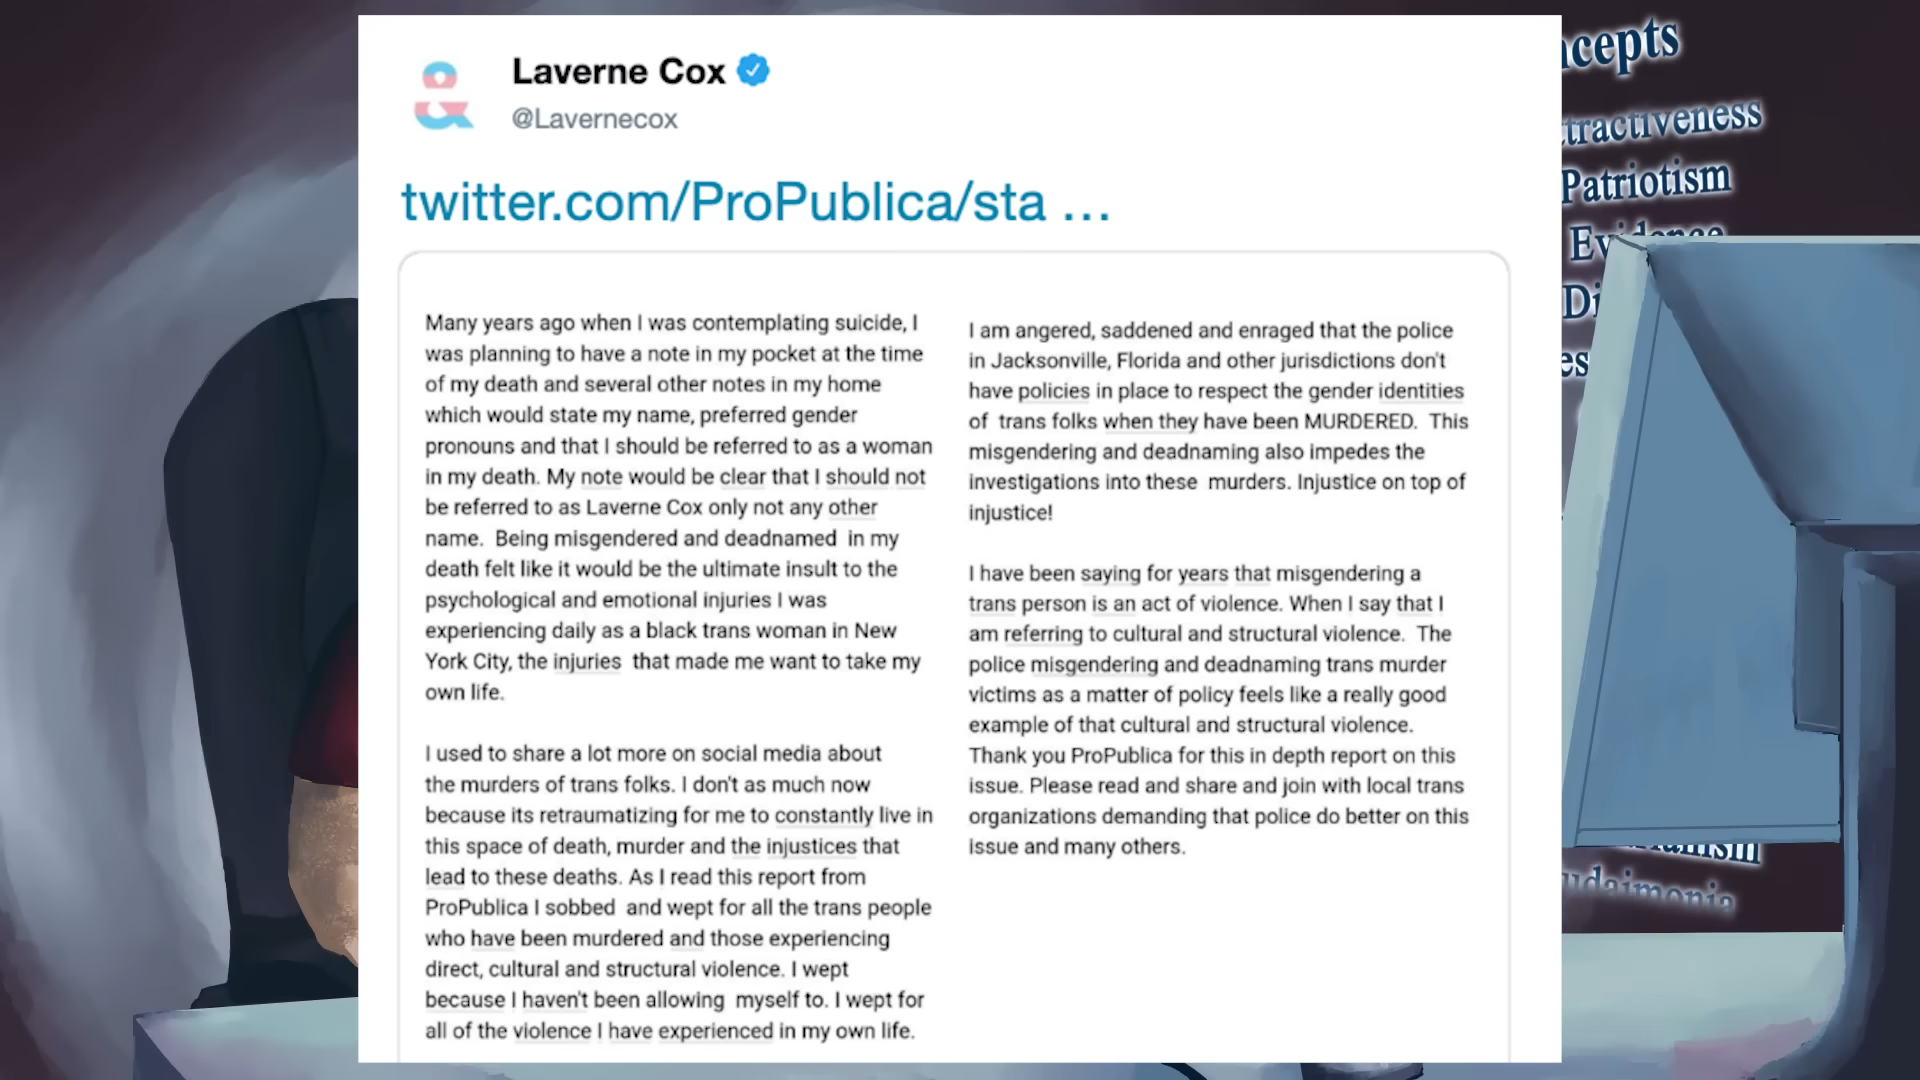 Laverne Cox
@Lavernecox
twitter.com/ProPublica/sta ...
Many years ago when I was contemplating suicide, I
was planning to have a note in my pocket at the time
of my death and several other notes in my home
which would state my name, preferred gender
pronouns and that I should be referred to as a woman
in my death. My note would be clear that I should not
be referred to as Laverne Cox only not any other
name.  Being misgendered and deadnamed  in my
death felt like it would be the ultimate insult to the
psychological and emotional injuries I was
experiencing daily as a black trans woman in New
York City, the injuries  that made me want to take my
own life.
I used to share a lot more on social media about
the murders of trans folks. I don't as much now
because its retraumatizing for me to constantly live in
this space of death, murder and the injustices that
lead to these deaths. As I read this report from
ProPublica I sobbed  and wept for all the trans people
who have been murdered and those experiencing
direct, cultural and structural violence. I wept
because I haven't been allowing  myself to. I wept for
all of the violence I have experienced in my own life.
I am angered, saddened and enraged that the police
in Jacksonville, Florida and other jurisdictions don't
have policies in place to respect the gender identities
of  trans folks when they have been MURDERED.  This
misgendering and deadnaming also impedes the
investigations into these  murders. Injustice on top of
injustice!
I have been saying for years that misgendering a
trans person is an act of violence. When I say that I
am referring to cultural and structural violence.  The
police misgendering and deadnaming trans murder
victims as a matter of policy feels like a really good
example of that cultural and structural violence.
Thank you ProPublica for this in depth report on this
issue. Please read and share and join with local trans
organizations demanding that police do better on this
issue and many others.
ncepts
tractiveness
Patriotism
Evidence
Di
es
udaimonia